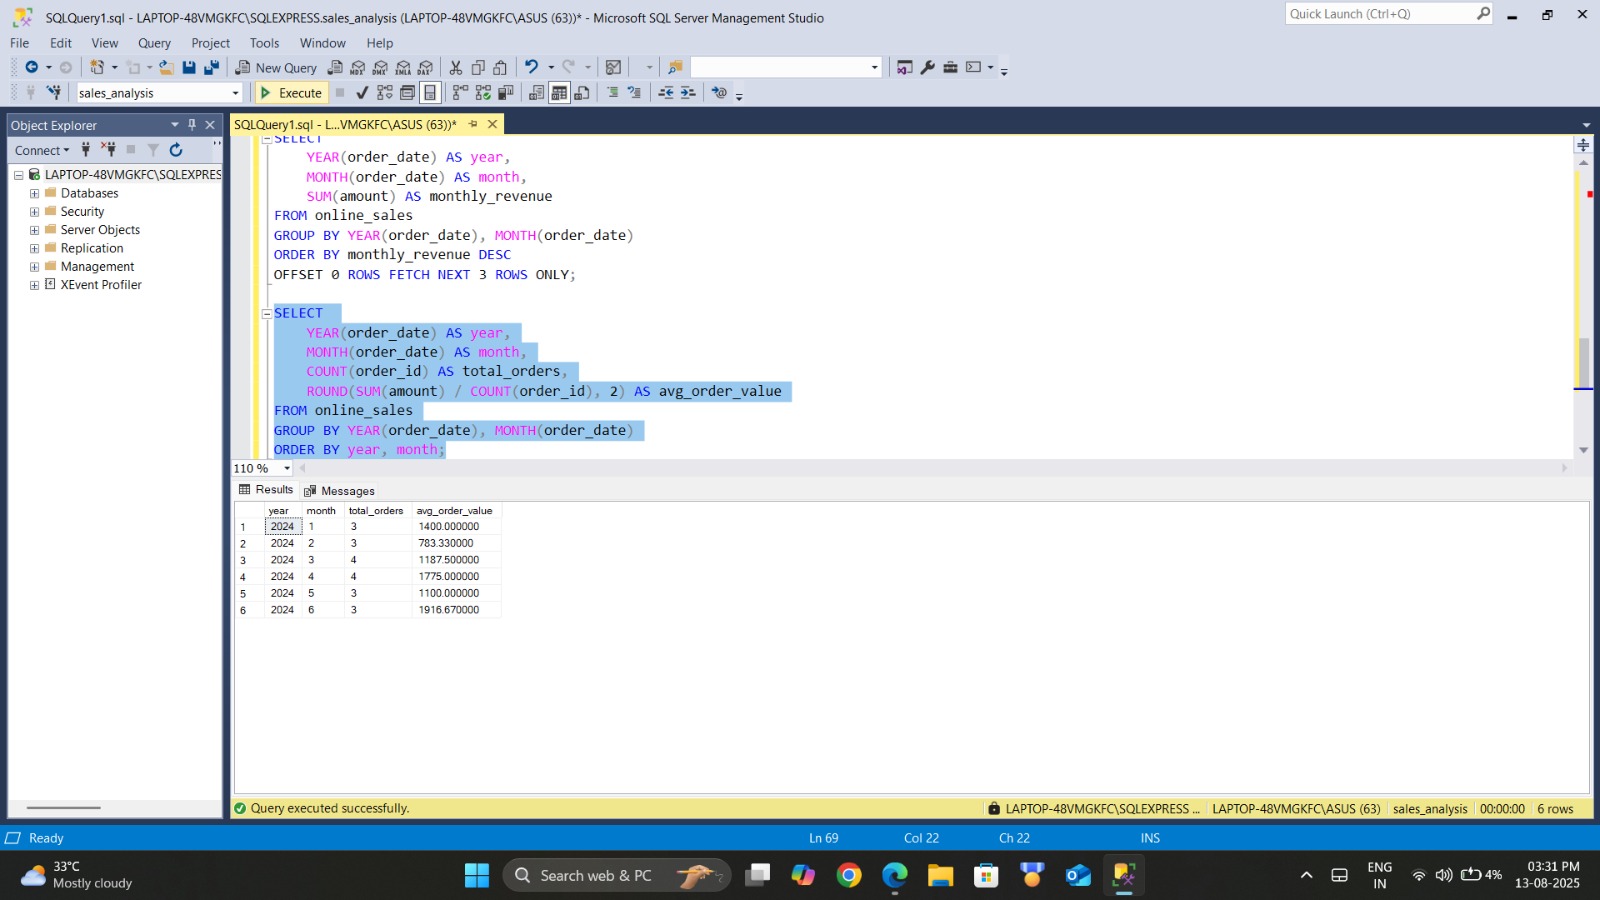 SQLQuery1.sql - LAPTOP-48VMGKFC\SQLEXPRESS.sales_analysis (LAPTOP-48VMGKFC\ASUS (63))* - Microsoft SQL Server Management Studio
Quick Launch (Ctrl+Q)
File Edit View Query Project Tools Window Help
New Query MDX DMX XMLA DAX
sales_analysis Execute
Object Explorer
Connect
LAPTOP-48VMGKFC\SQLEXPRES
Databases
Security
Server Objects
Replication
Management
XEvent Profiler
SQLQuery1.sql - L...VMGKFC\ASUS (63))*
SELECT
YEAR(order_date) AS year,
MONTH(order_date) AS month,
SUM(amount) AS monthly_revenue
FROM online_sales
GROUP BY YEAR(order_date), MONTH(order_date)
ORDER BY monthly_revenue DESC
OFFSET 0 ROWS FETCH NEXT 3 ROWS ONLY;
SELECT
YEAR(order_date) AS year,
MONTH(order_date) AS month,
COUNT(order_id) AS total_orders,
ROUND(SUM(amount) / COUNT(order_id), 2) AS avg_order_value
FROM online_sales
GROUP BY YEAR(order_date), MONTH(order_date)
ORDER BY year, month;
110 %
Results Messages
year month total_orders avg_order_value
1 2024 1 3 1400.000000
2 2024 2 3 783.330000
3 2024 3 4 1187.500000
4 2024 4 4 1775.000000
5 2024 5 3 1100.000000
6 2024 6 3 1916.670000
Query executed successfully.
LAPTOP-48VMGKFC\SQLEXPRESS ... LAPTOP-48VMGKFC\ASUS (63) sales_analysis 00:00:00 6 rows
Ready Ln 69 Col 22 Ch 22 INS
33°C
Mostly cloudy
Search web & PC
ENG
IN
4%
03:31 PM
13-08-2025